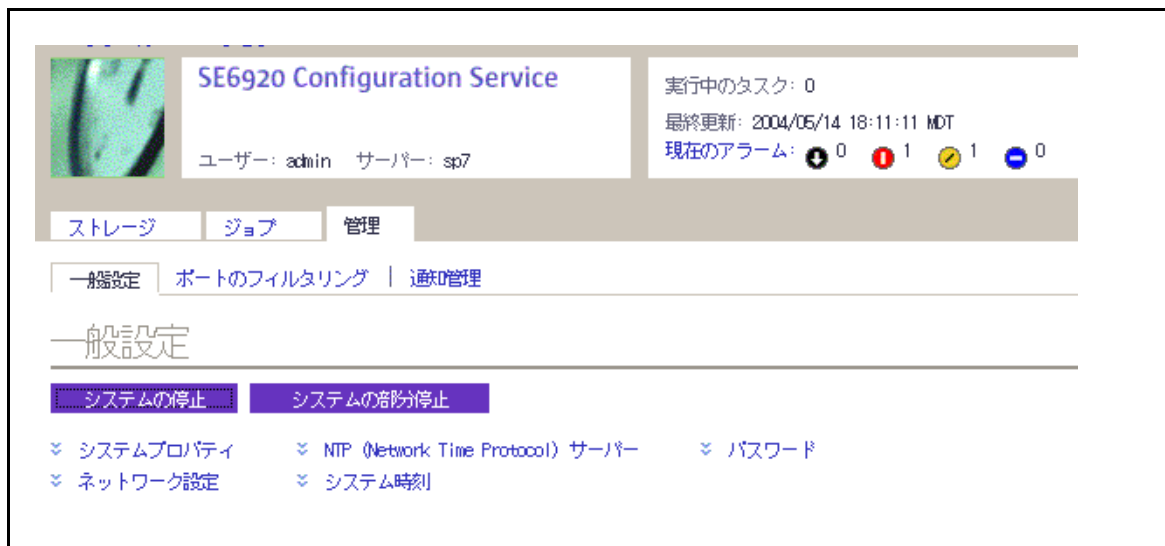 SE6920 Configuration Service
ユーザー: admin サーバー: sp7
実行中のタスク: 0
最終更新: 2004/05/14 18:11:11 MDT
現在のアラーム: 0 1 1 0
ストレージ ジョブ 管理
一般設定 ポートのフィルタリング | 通知管理
一般設定
システムの停止 システムの部分停止
システムプロパティ NTP (Network Time Protocol) サーバー パスワード
ネットワーク設定 システム時刻